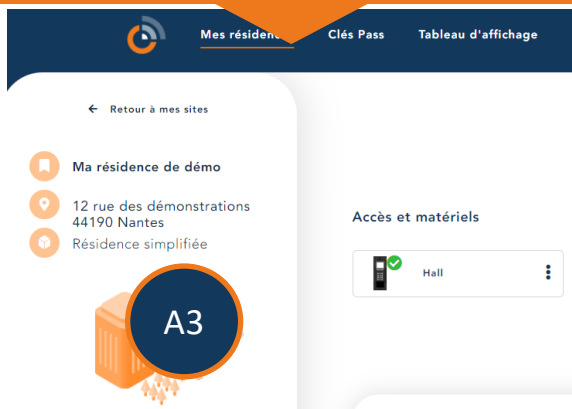 Mes résidenc
Clés Pass
Tableau d'affichage
← Retour à mes sites
Ma résidence de démo
12 rue des démonstrations
44190 Nantes
Résidence simplifiée
A3
Accès et matériels
Hall